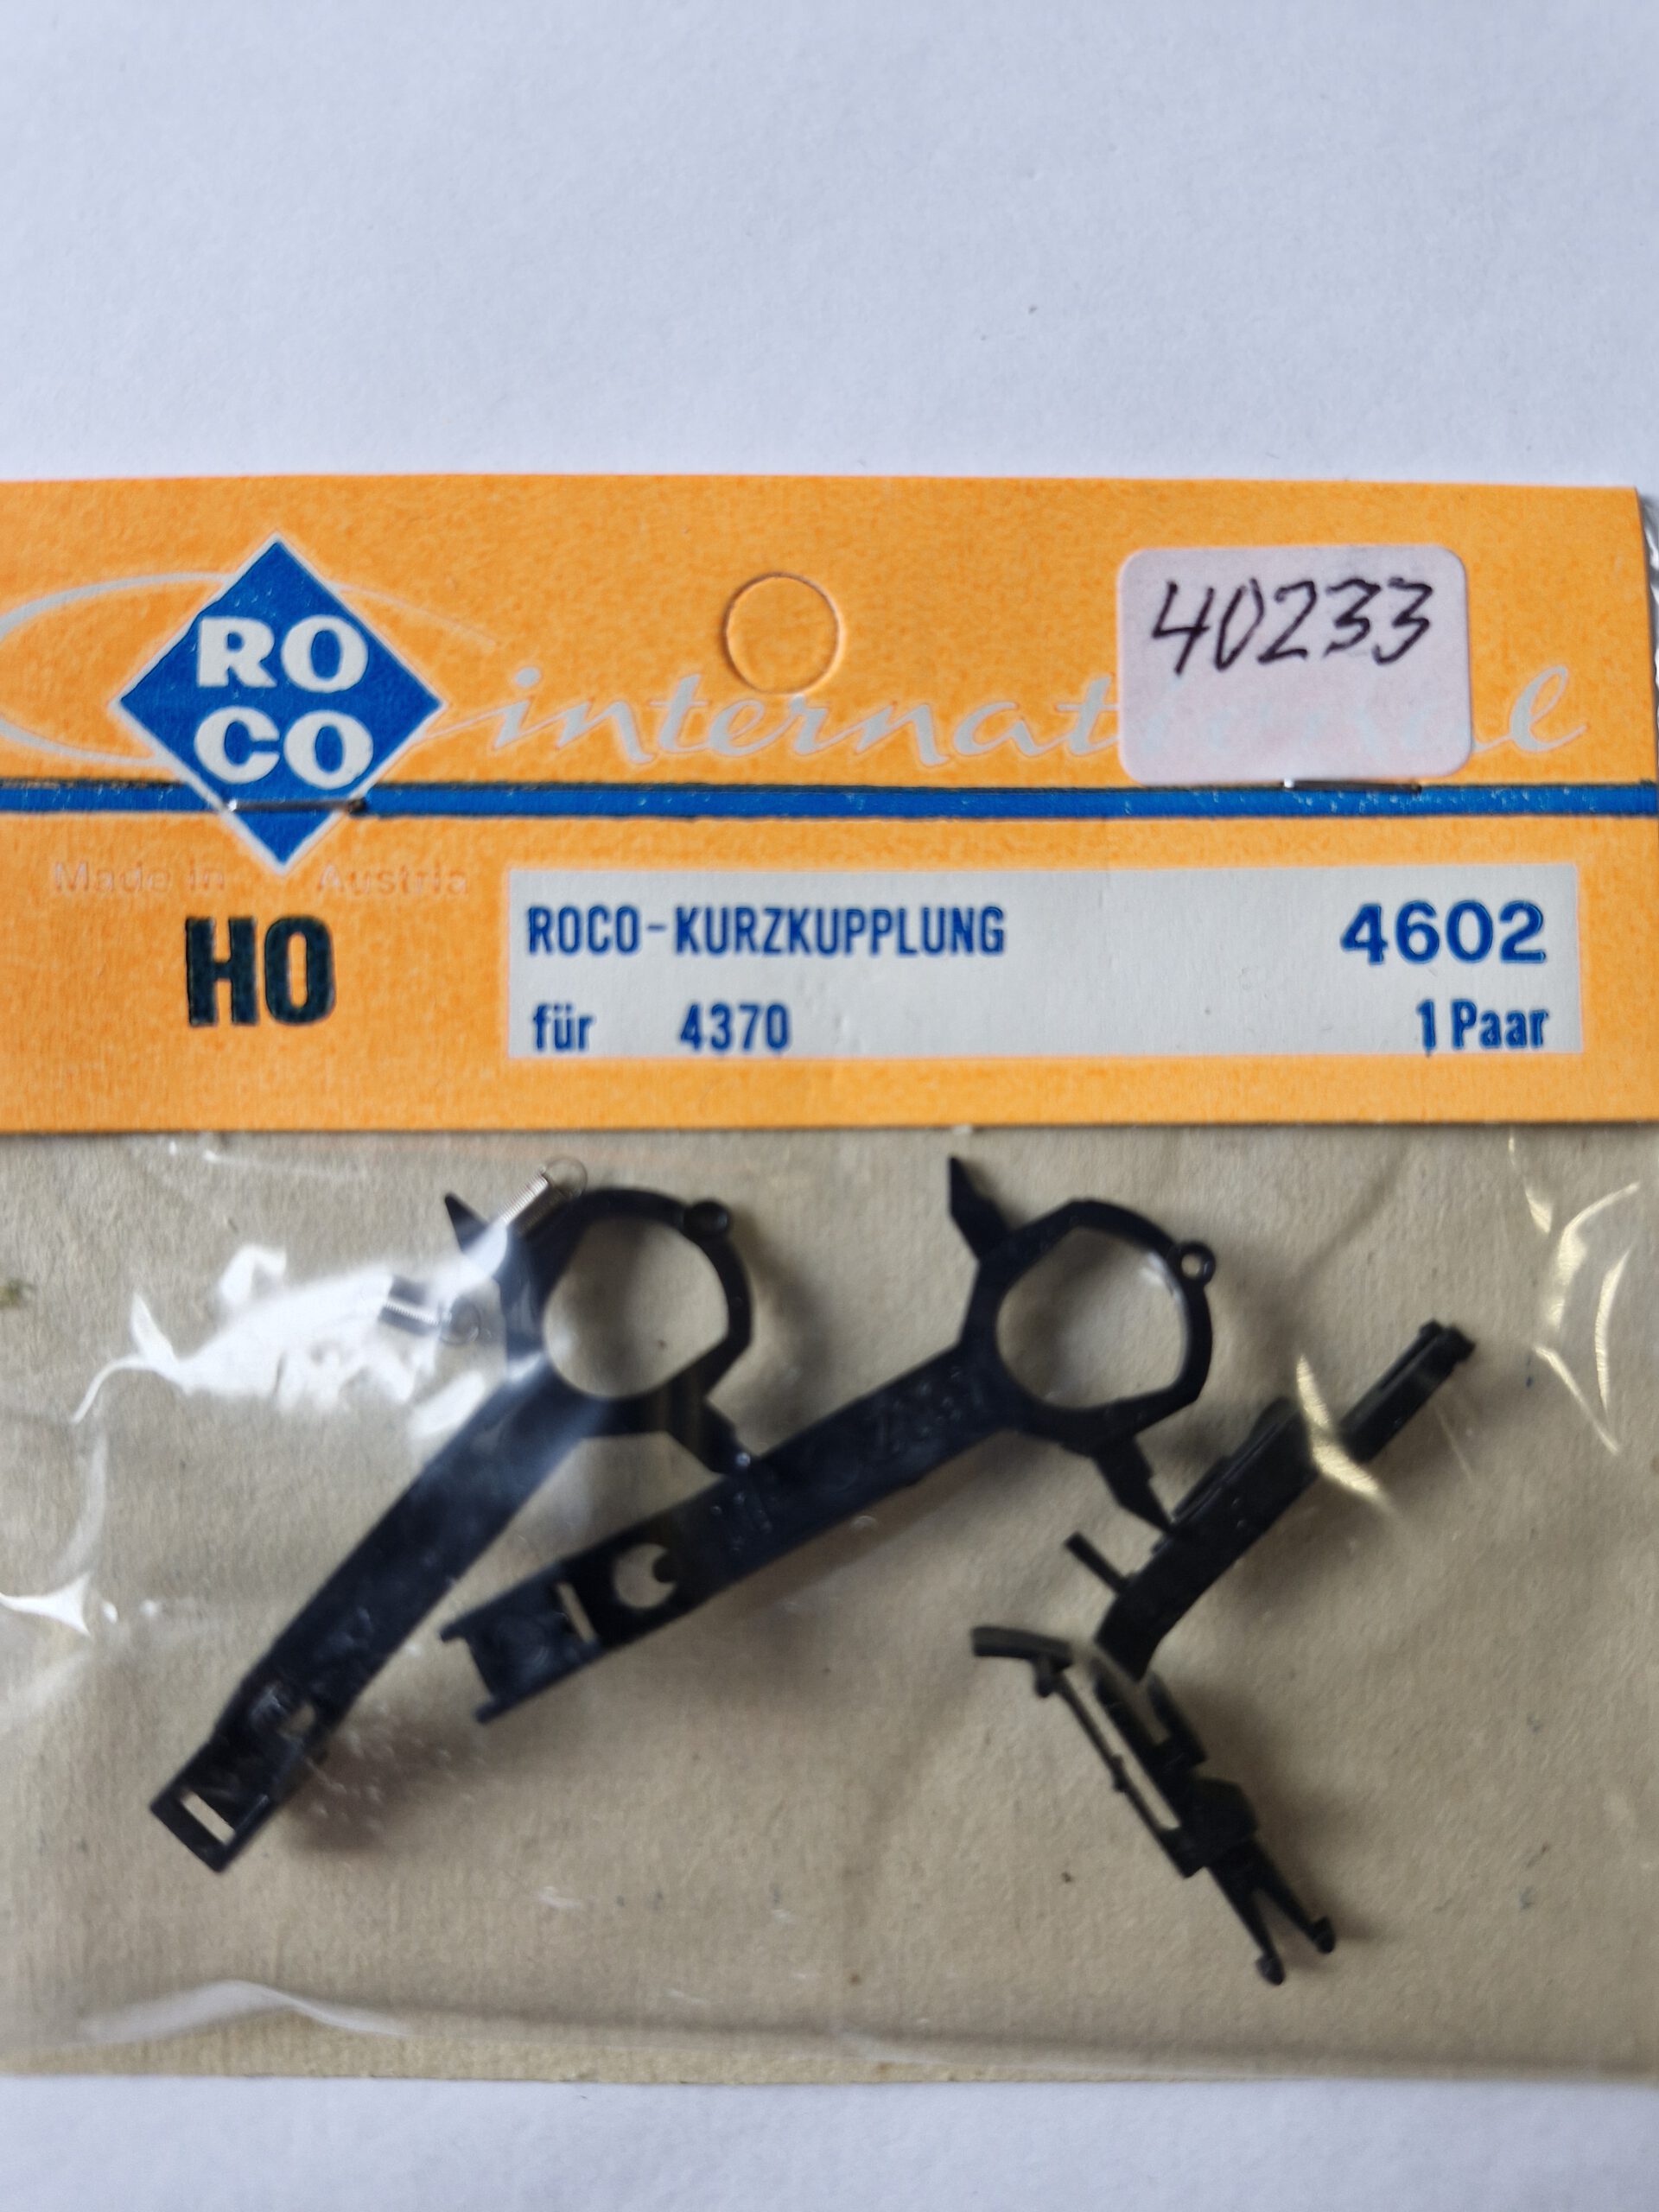 RO
CO
international
40233
Made in Austria
HO
ROCO-KURZKUPPLUNG 4602
für 4370 1 Paar